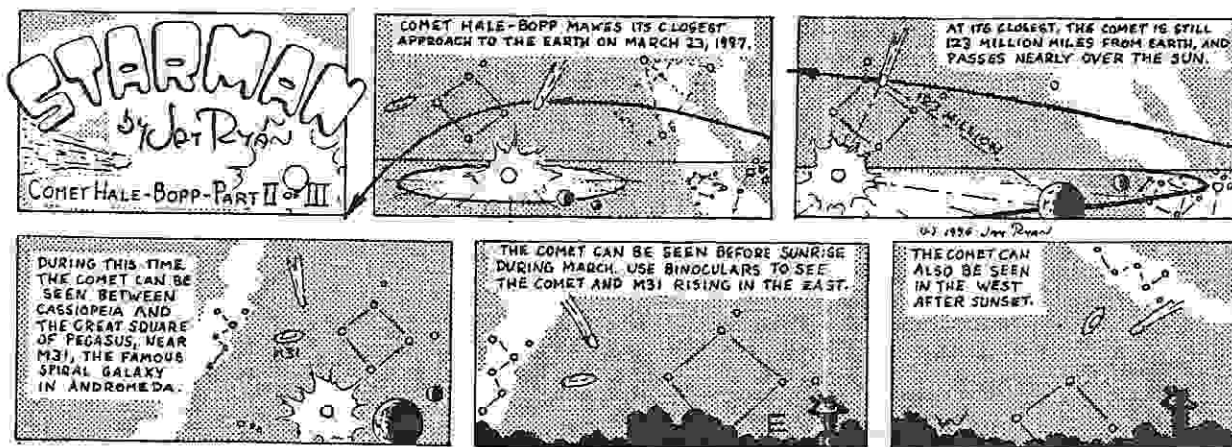 STARMAN
By Jay Ryan
COMET HALE-BOPP-PART II OF III
COMET HALE-BOPP MAKES ITS CLOSEST
APPROACH TO THE EARTH ON MARCH 23, 1997.
AT ITS CLOSEST, THE COMET IS STILL
123 MILLION MILES FROM EARTH, AND
PASSES NEARLY OVER THE SUN.
123 MILLION
(C) 1996 JAY RYAN
DURING THIS TIME
THE COMET CAN BE
SEEN BETWEEN
CASSIOPEIA AND
THE GREAT SQUARE
OF PEGASUS, NEAR
M31, THE FAMOUS
SPIRAL GALAXY
IN ANDROMEDA.
M31
THE COMET CAN BE SEEN BEFORE SUNRISE
DURING MARCH. USE BINOCULARS TO SEE
THE COMET AND M31 RISING IN THE EAST.
E
THE COMET CAN
ALSO BE SEEN
IN THE WEST
AFTER SUNSET.
W